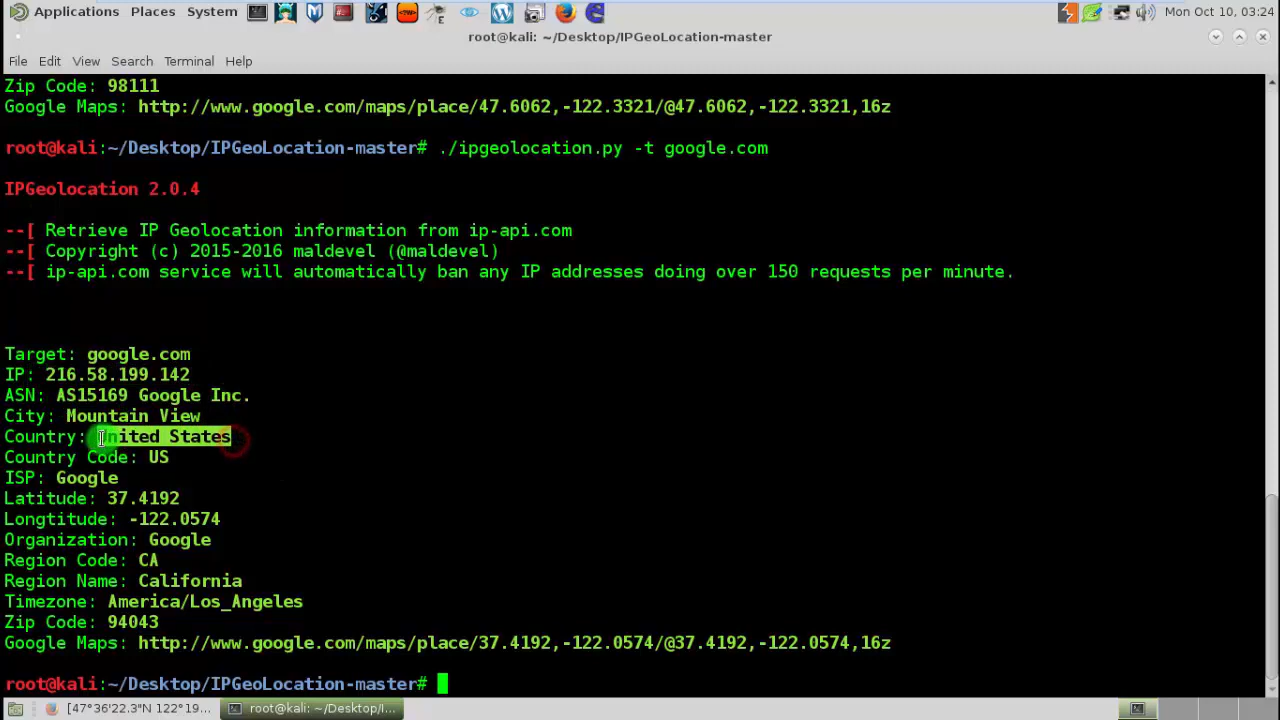 Applications Places System
Mon Oct 10, 03:24
root@kali: ~/Desktop/IPGeoLocation-master
File Edit View Search Terminal Help
Zip Code: 98111
Google Maps: http://www.google.com/maps/place/47.6062,-122.3321/@47.6062,-122.3321,16z
root@kali:~/Desktop/IPGeoLocation-master# ./ipgeolocation.py -t google.com
IPGeolocation 2.0.4
--[ Retrieve IP Geolocation information from ip-api.com
--[ Copyright (c) 2015-2016 maldevel (@maldevel)
--[ ip-api.com service will automatically ban any IP addresses doing over 150 requests per minute.
Target: google.com
IP: 216.58.199.142
ASN: AS15169 Google Inc.
City: Mountain View
Country: United States
Country Code: US
ISP: Google
Latitude: 37.4192
Longtitude: -122.0574
Organization: Google
Region Code: CA
Region Name: California
Timezone: America/Los_Angeles
Zip Code: 94043
Google Maps: http://www.google.com/maps/place/37.4192,-122.0574/@37.4192,-122.0574,16z
root@kali:~/Desktop/IPGeoLocation-master#
[47°36'22.3"N 122°19... root@kali: ~/Desktop/I...